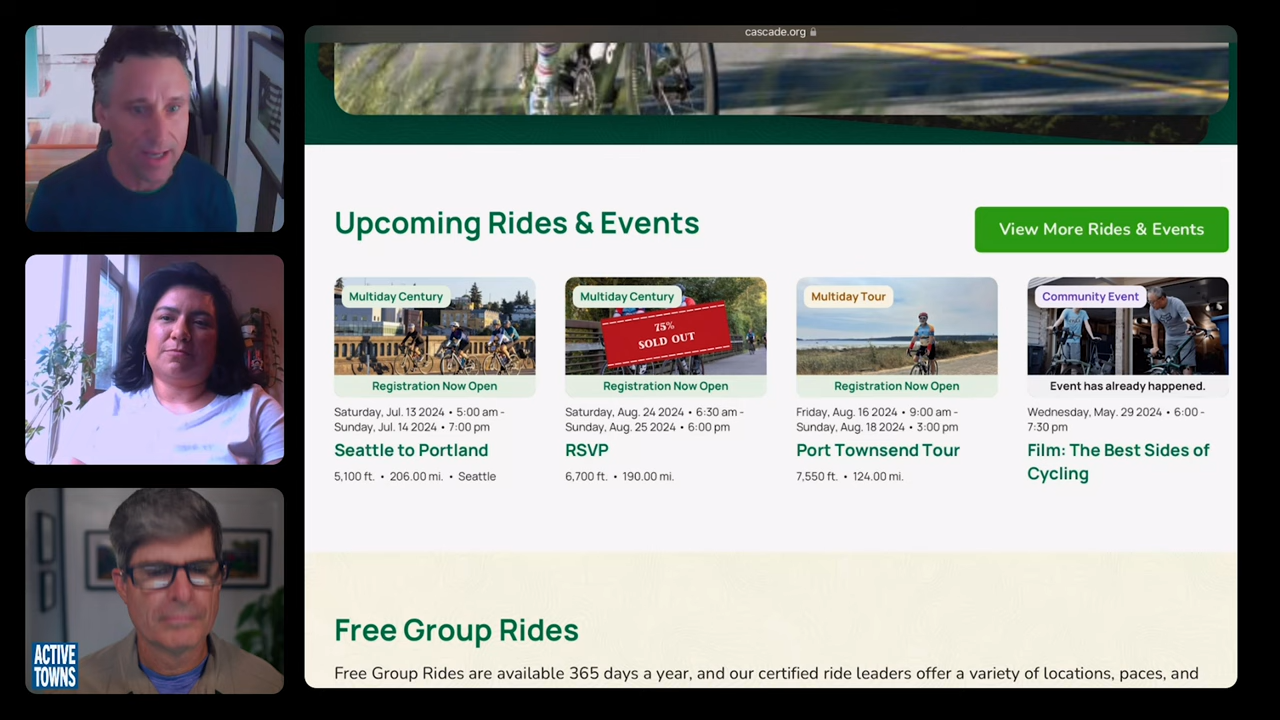 cascade.org
Upcoming Rides & Events
View More Rides & Events
Multiday Century
Registration Now Open
Saturday, Jul. 13 2024 • 5:00 am -
Sunday, Jul. 14 2024 • 7:00 pm
Seattle to Portland
5,100 ft. • 206.00 mi. • Seattle
Multiday Century
75%
SOLD OUT
Registration Now Open
Saturday, Aug. 24 2024 • 6:30 am -
Sunday, Aug. 25 2024 • 6:00 pm
RSVP
6,700 ft. • 190.00 mi.
Multiday Tour
Registration Now Open
Friday, Aug. 16 2024 • 9:00 am -
Sunday, Aug. 18 2024 • 3:00 pm
Port Townsend Tour
7,550 ft. • 124.00 mi.
Community Event
Event has already happened.
Wednesday, May. 29 2024 • 6:00 -
7:30 pm
Film: The Best Sides of
Cycling
Free Group Rides
Free Group Rides are available 365 days a year, and our certified ride leaders offer a variety of locations, paces, and
ACTIVE
TOWNS